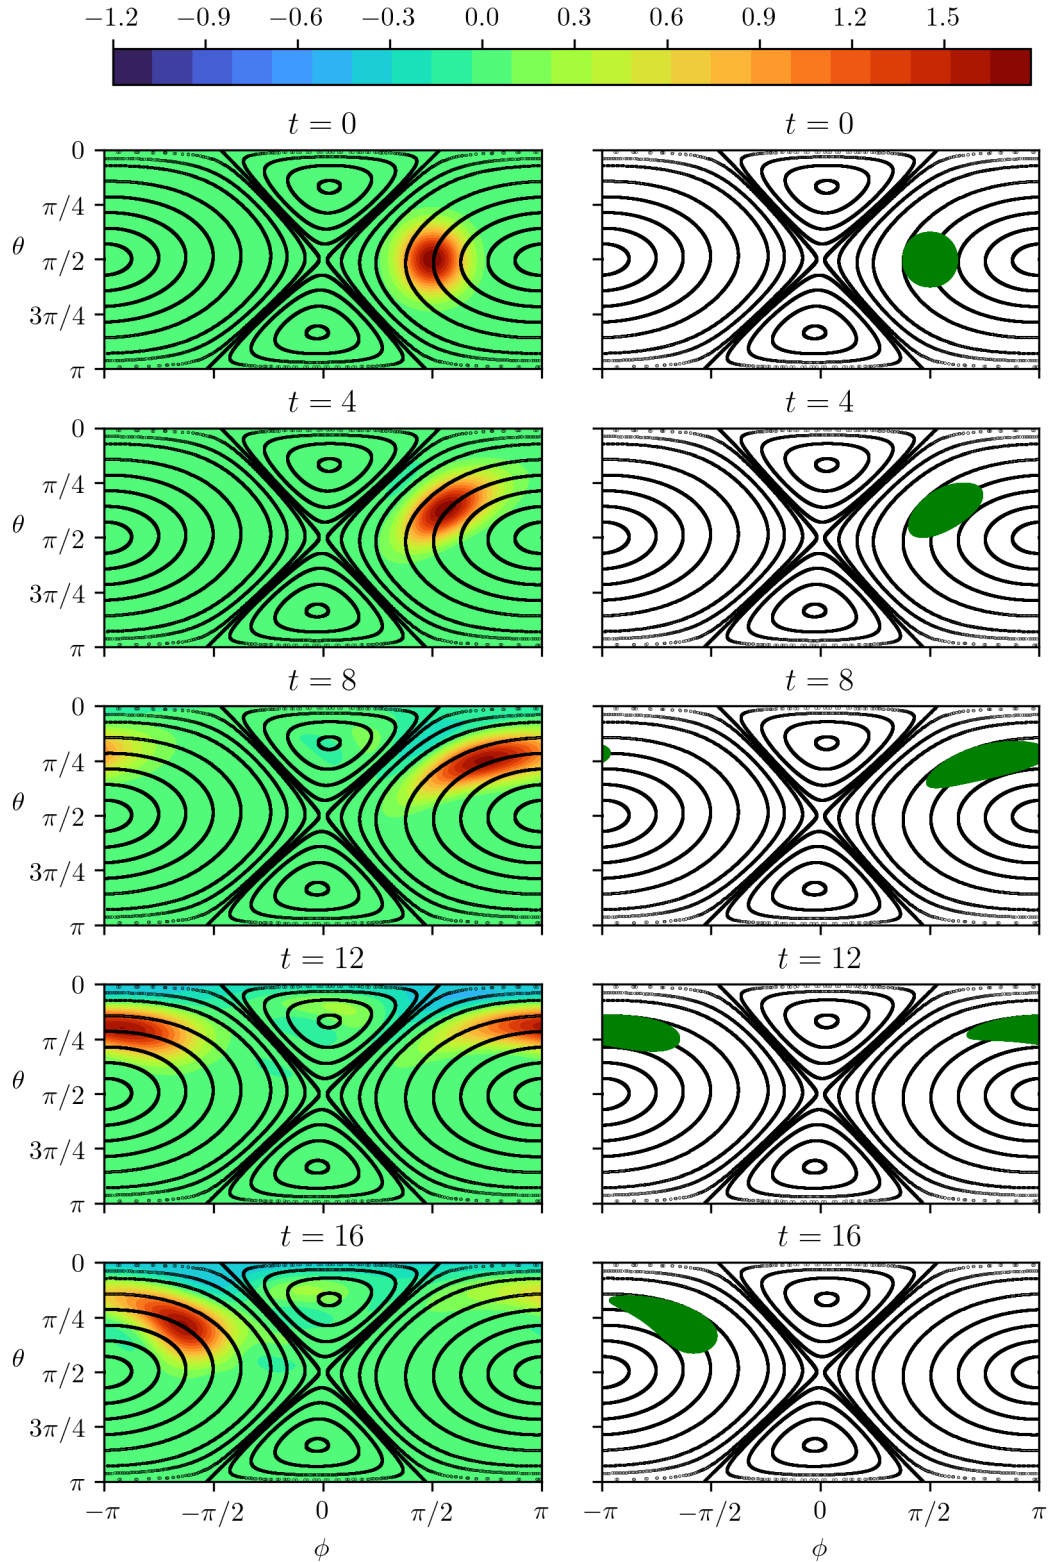 −1.2 −0.9 −0.6 −0.3 0.0 0.3 0.6 0.9 1.2 1.5
t = 0 t = 0
0
π/4
θ π/2
3π/4
π
t = 4 t = 4
0
π/4
θ π/2
3π/4
π
t = 8 t = 8
0
π/4
θ π/2
3π/4
π
t = 12 t = 12
0
π/4
θ π/2
3π/4
π
t = 16 t = 16
0
π/4
θ π/2
3π/4
π
−π −π/2 0 π/2 π −π −π/2 0 π/2 π
ϕ ϕ